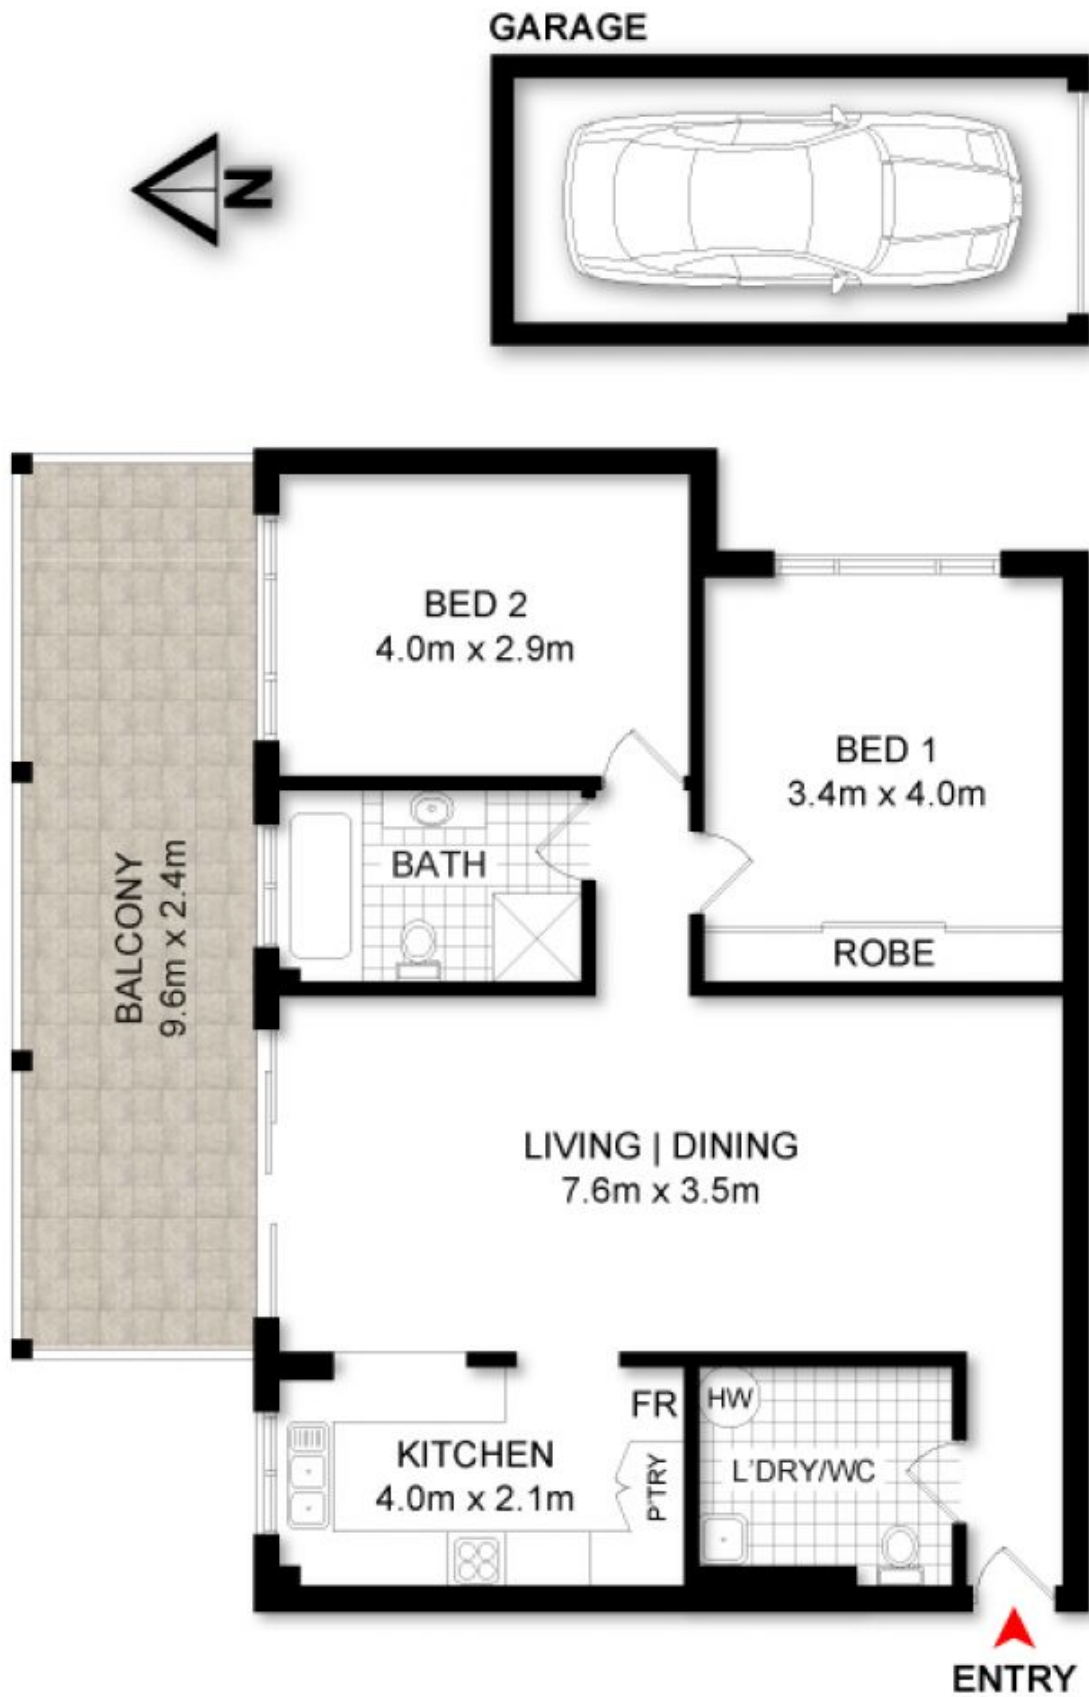 GARAGE
N
BED 2
4.0m x 2.9m
BED 1
3.4m x 4.0m
BATH
ROBE
BALCONY
9.6m x 2.4m
LIVING | DINING
7.6m x 3.5m
FR
HW
KITCHEN
4.0m x 2.1m
P'TRY
L'DRY/WC
ENTRY